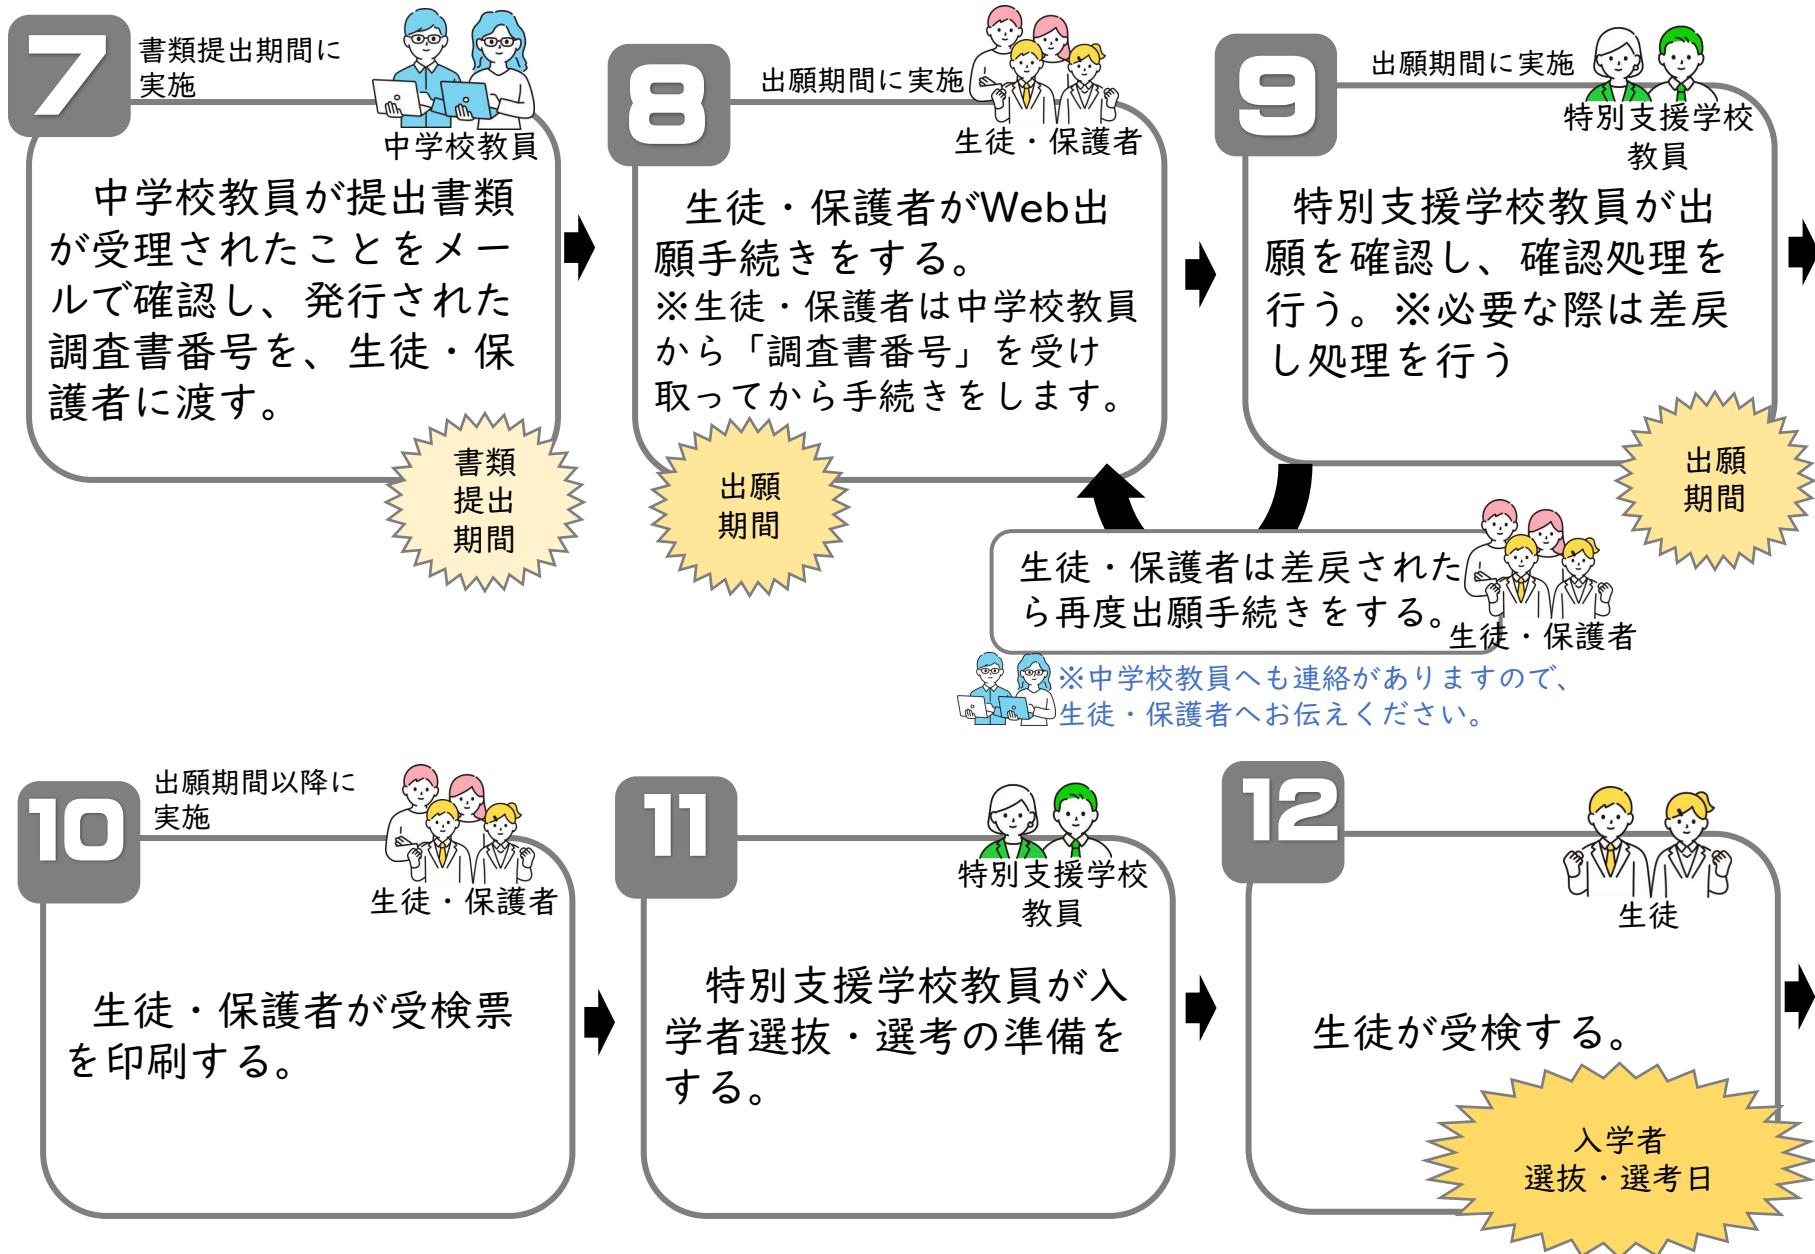 7
書類提出期間に
実施
中学校教員
中学校教員が提出書類
が受理されたことをメー
ルで確認し、発行された
調査書番号を、生徒・保
護者に渡す。
書類
提出
期間
8
出願期間に実施
生徒・保護者
生徒・保護者がWeb出
願手続きをする。
※生徒・保護者は中学校教員
から「調査書番号」を受け
取ってから手続きをします。
出願
期間
9
出願期間に実施
特別支援学校
教員
特別支援学校教員が出
願を確認し、確認処理を
行う。※必要な際は差戻
し処理を行う
出願
期間
生徒・保護者は差戻された
ら再度出願手続きをする。
生徒・保護者
※中学校教員へも連絡がありますので、
生徒・保護者へお伝えください。
10
出願期間以降に
実施
生徒・保護者
生徒・保護者が受検票
を印刷する。
11
特別支援学校
教員
特別支援学校教員が入
学者選抜・選考の準備を
する。
12
生徒
生徒が受検する。
入学者
選抜・選考日